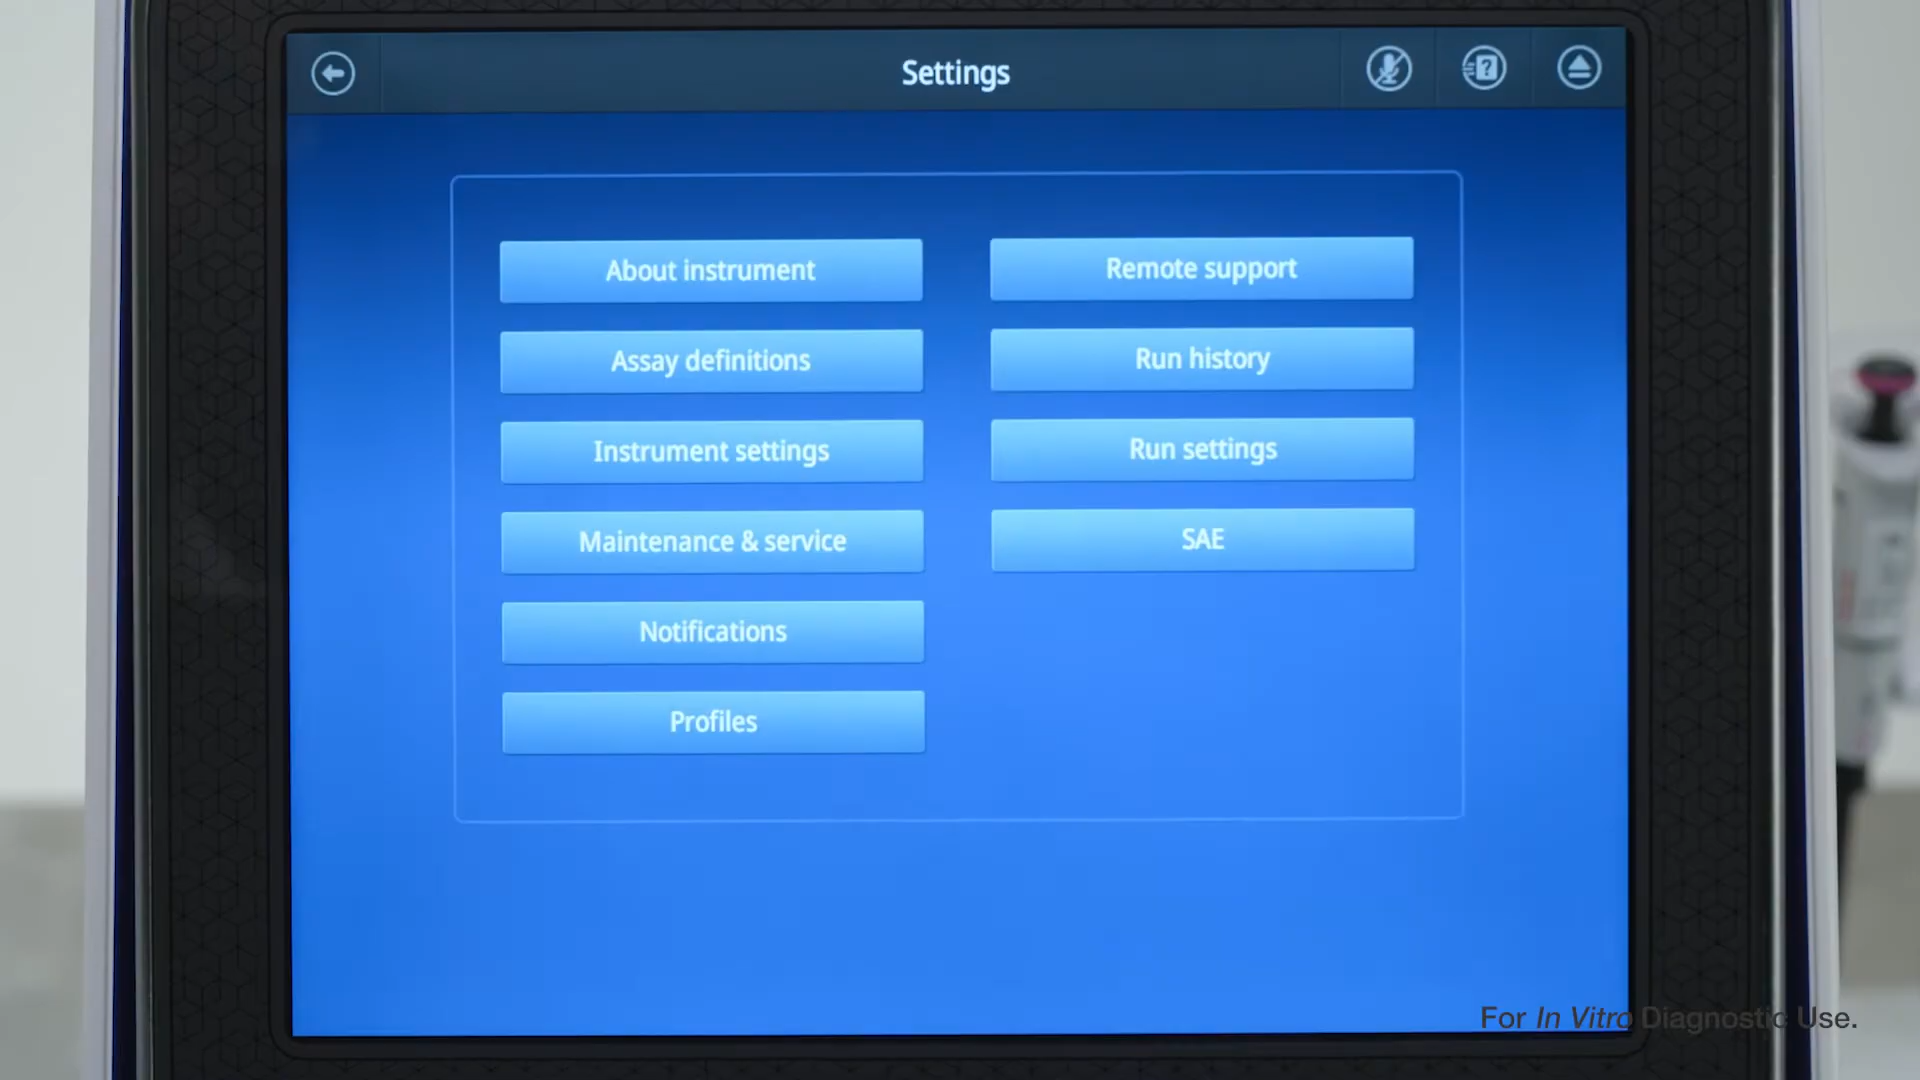 Settings
About instrument
Remote support
Assay definitions
Run history
Instrument settings
Run settings
Maintenance & service
SAE
Notifications
Profiles
For In Vitro Diagnostic Use.